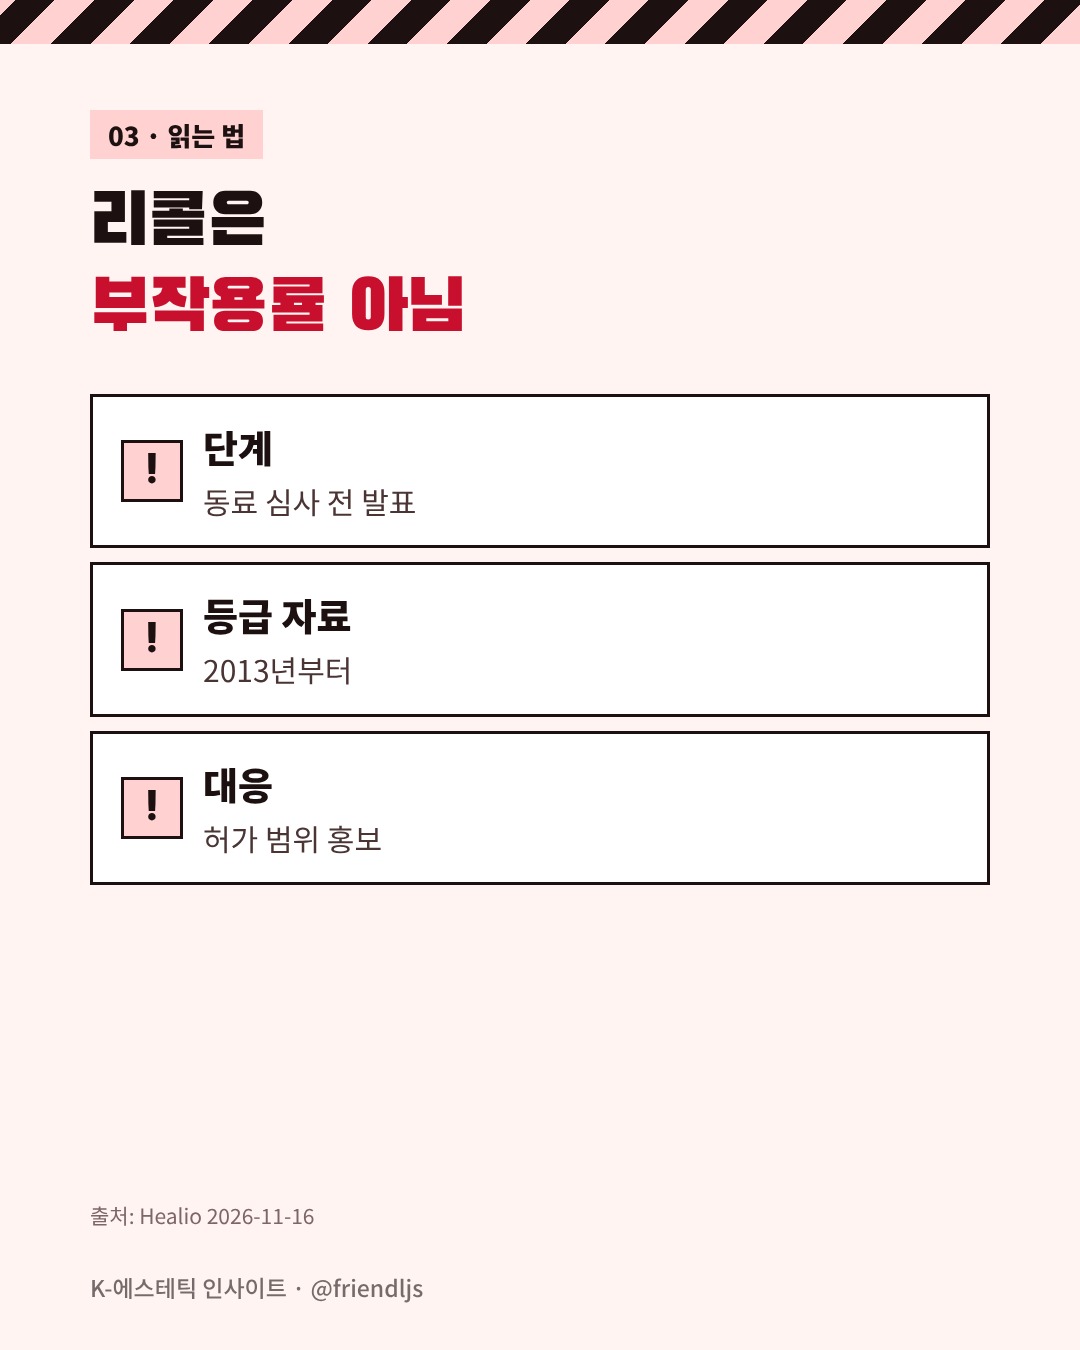 03 · 읽는 법
리콜은
부작용률 아님
!
단계
동료 심사 전 발표
!
등급 자료
2013년부터
!
대응
허가 범위 홍보
출처: Healio 2026-11-16
K-에스테틱 인사이트 · @friendljs